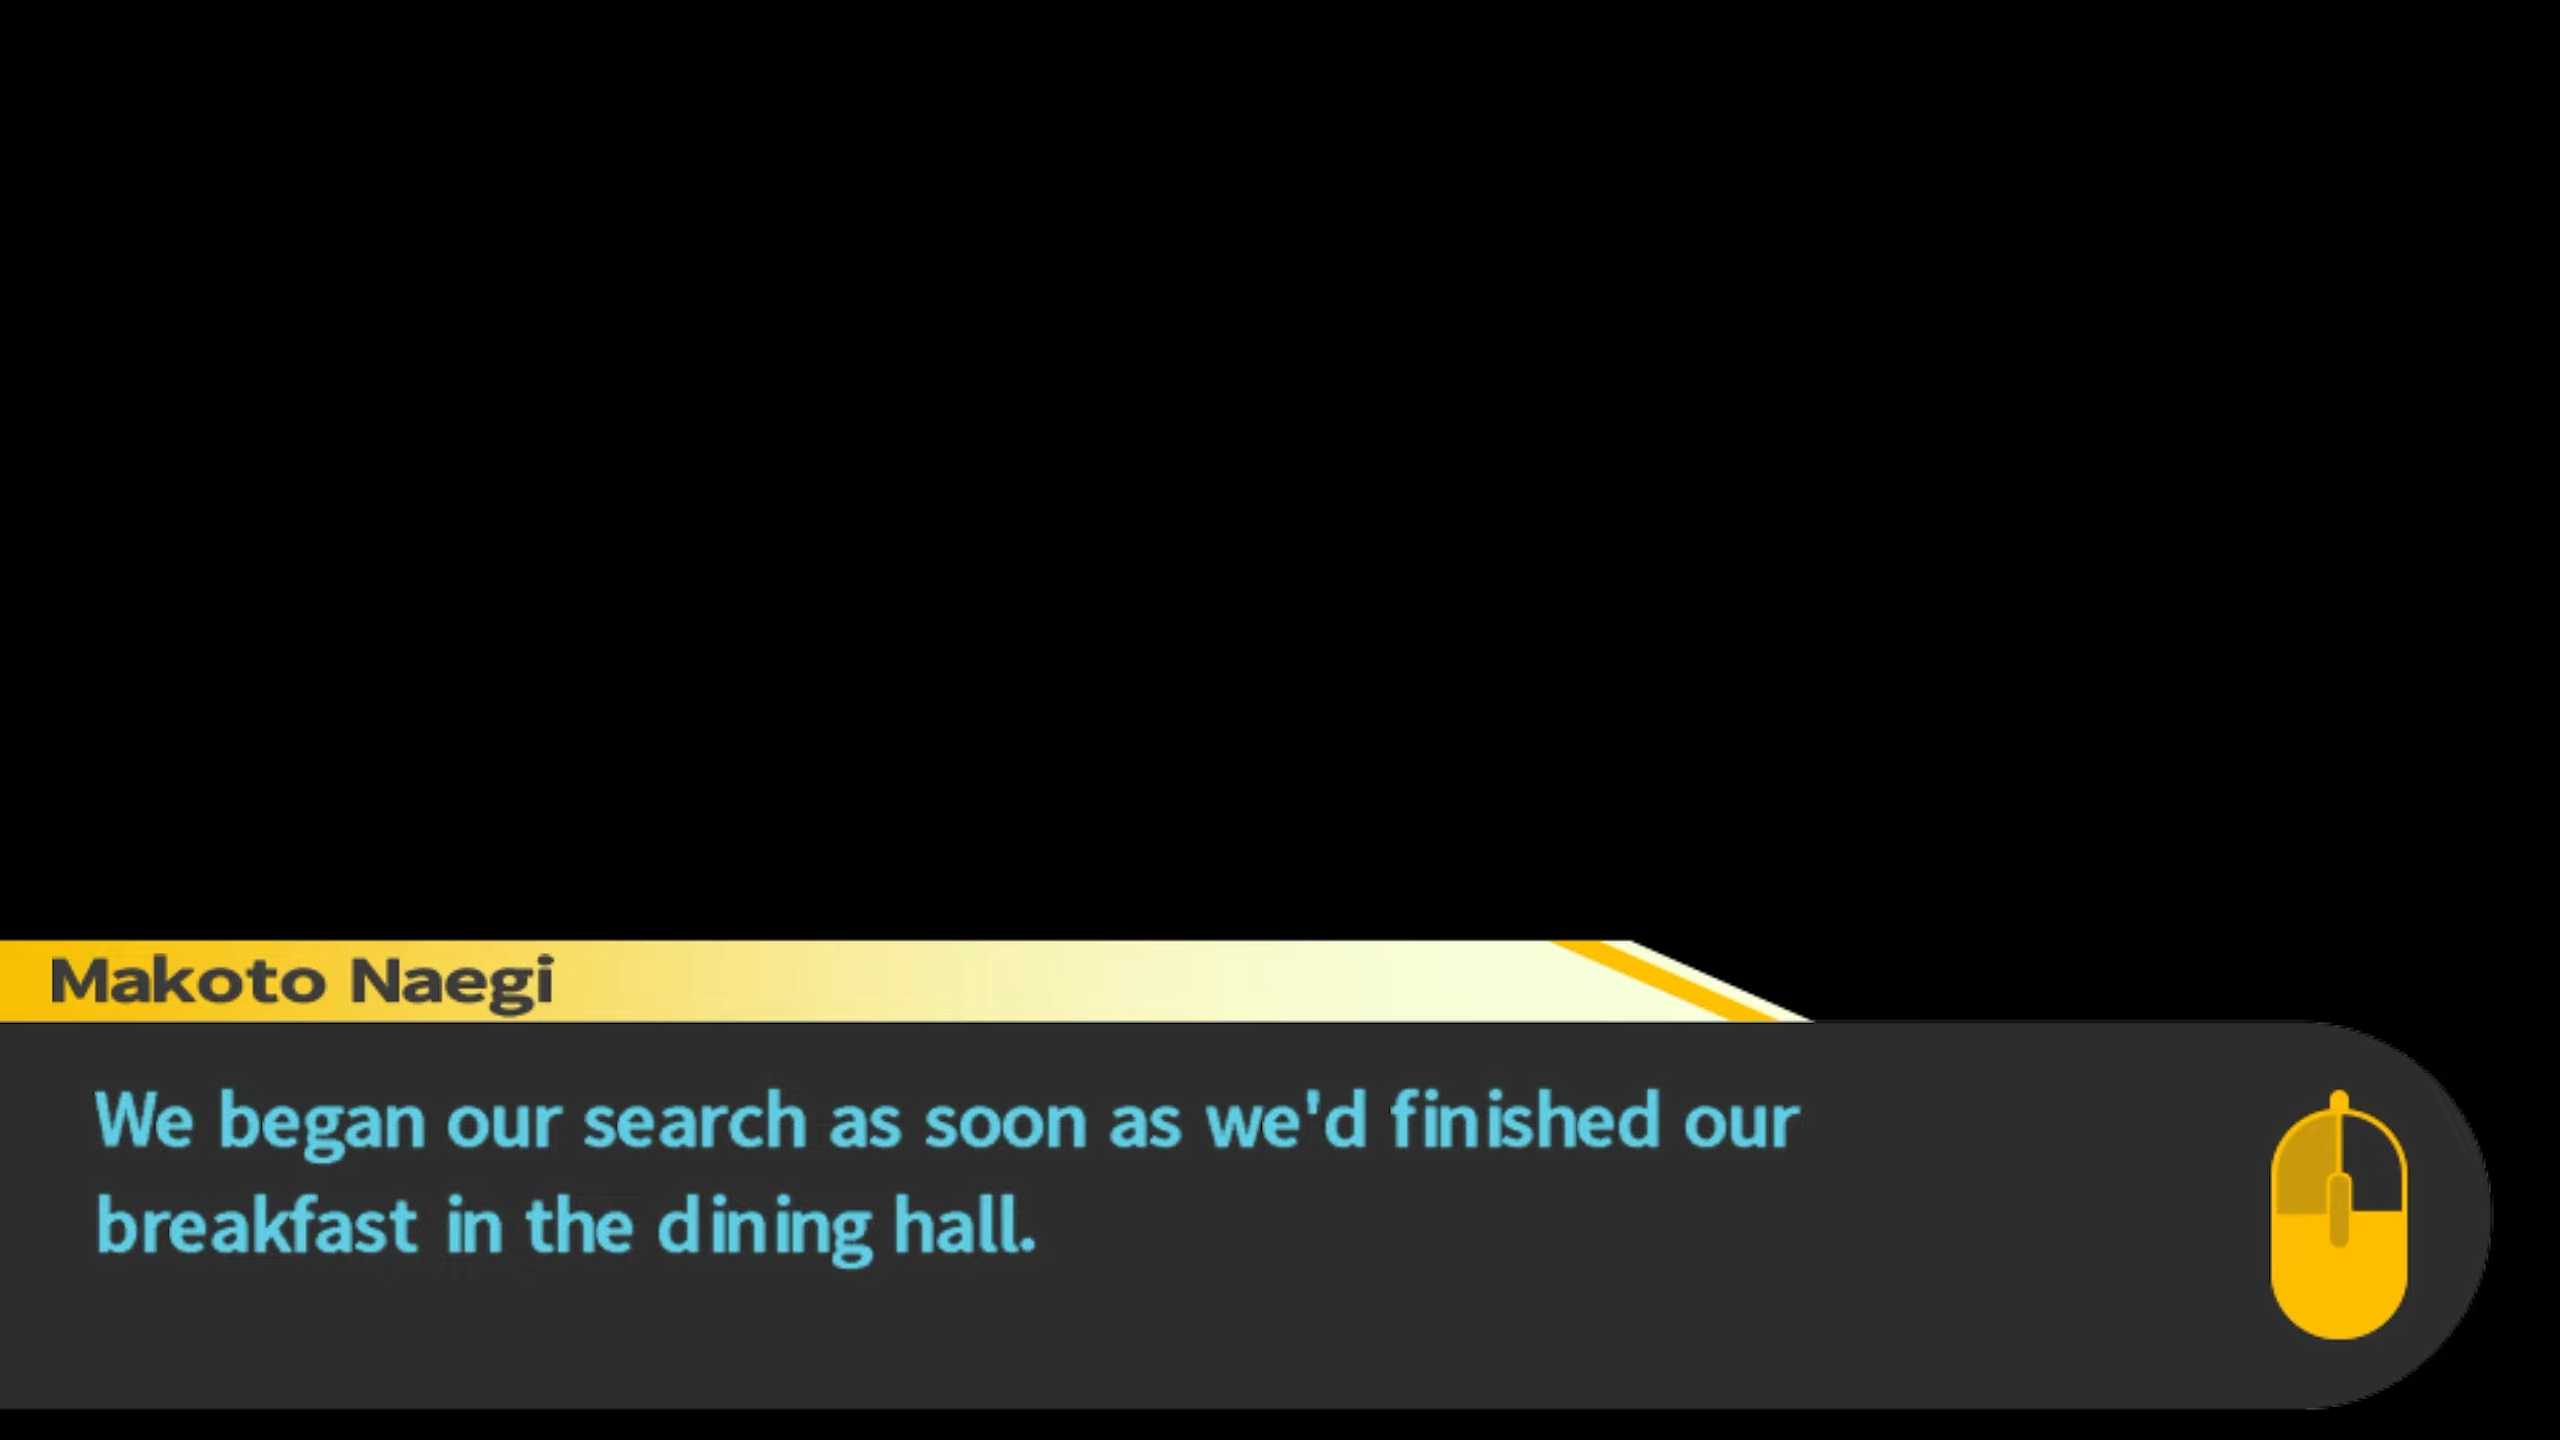 Makoto Naegi
We began our search as soon as we'd finished our
breakfast in the dining hall.